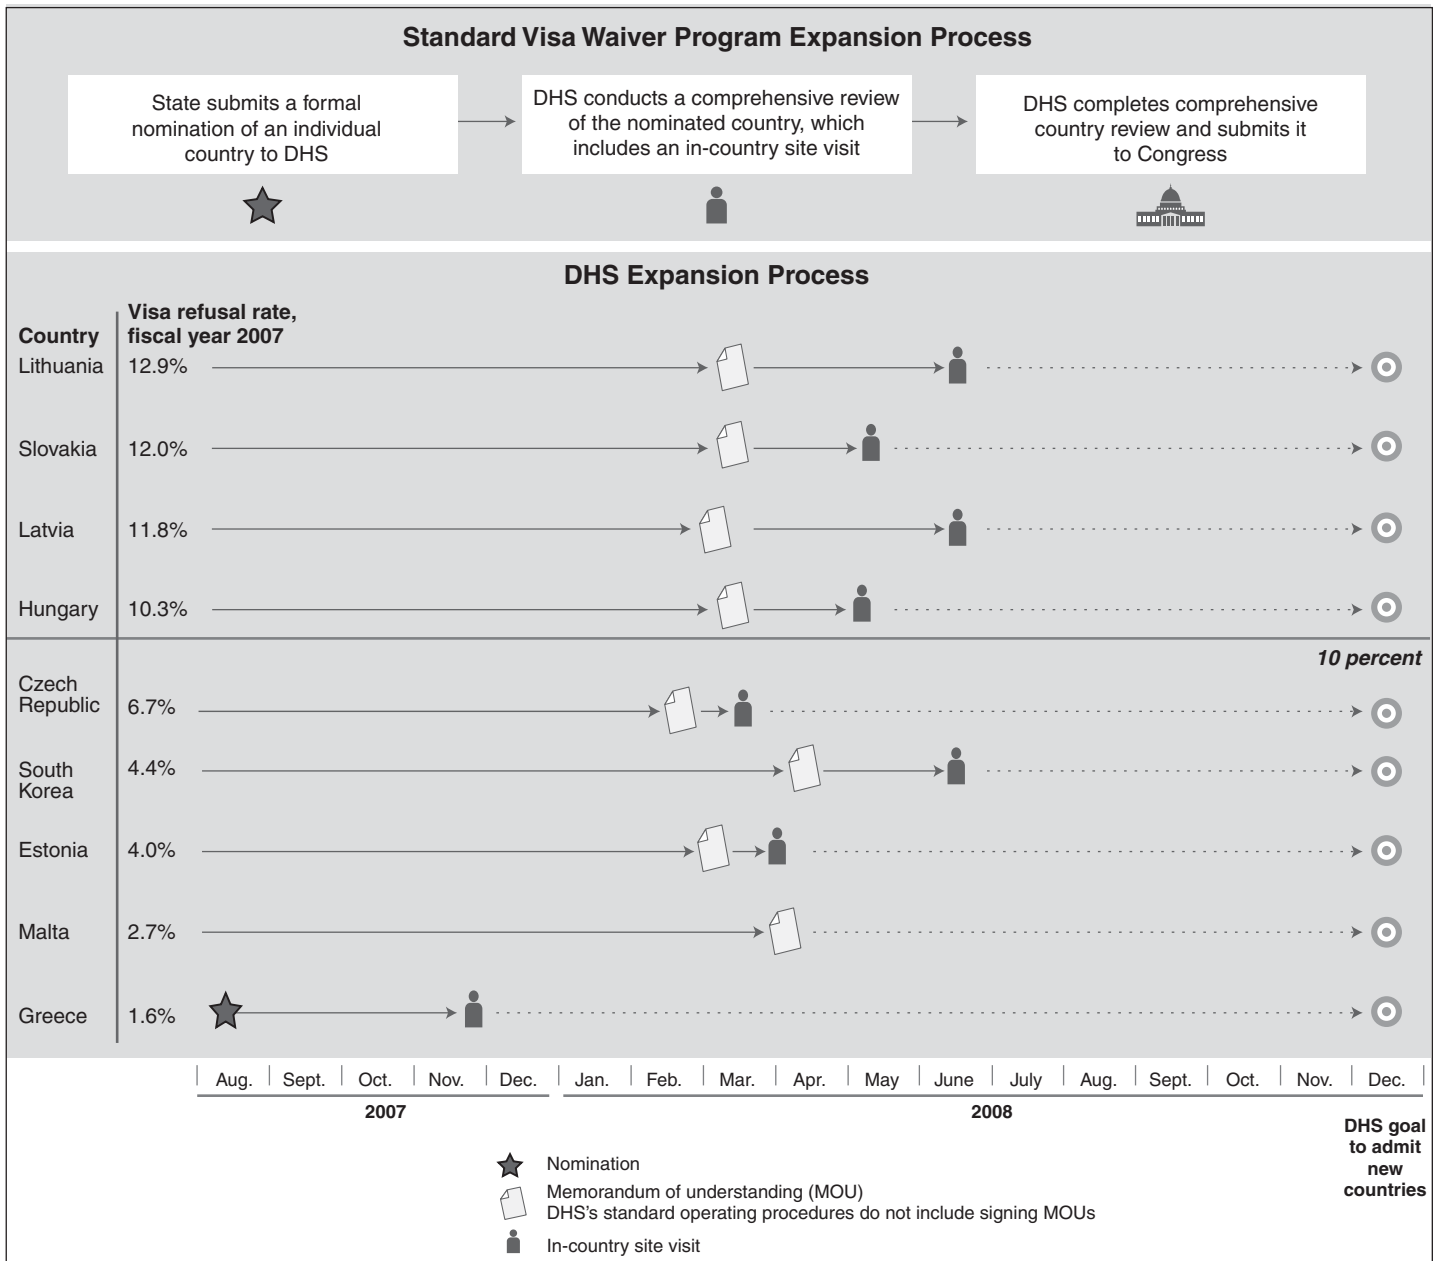 Standard Visa Waiver Program Expansion Process
State submits a formal
nomination of an individual
country to DHS
DHS conducts a comprehensive review
of the nominated country, which
includes an in-country site visit
DHS completes comprehensive
country review and submits it
to Congress
DHS Expansion Process
Country
Visa refusal rate,
fiscal year 2007
Lithuania 12.9%
Slovakia 12.0%
Latvia 11.8%
Hungary 10.3%
10 percent
Czech
Republic 6.7%
South
Korea 4.4%
Estonia 4.0%
Malta 2.7%
Greece 1.6%
Aug. Sept. Oct. Nov. Dec. Jan. Feb. Mar. Apr. May June July Aug. Sept. Oct. Nov. Dec.
2007 2008
DHS goal
to admit
new
countries
Nomination
Memorandum of understanding (MOU)
DHS's standard operating procedures do not include signing MOUs
In-country site visit